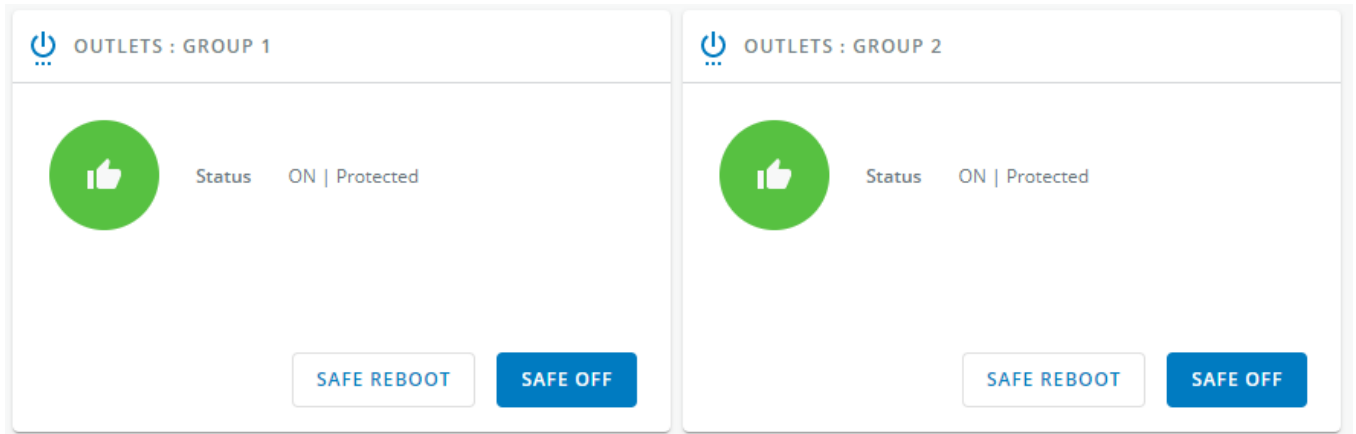 OUTLETS : GROUP 1
Status ON | Protected
SAFE REBOOT SAFE OFF
OUTLETS : GROUP 2
Status ON | Protected
SAFE REBOOT SAFE OFF